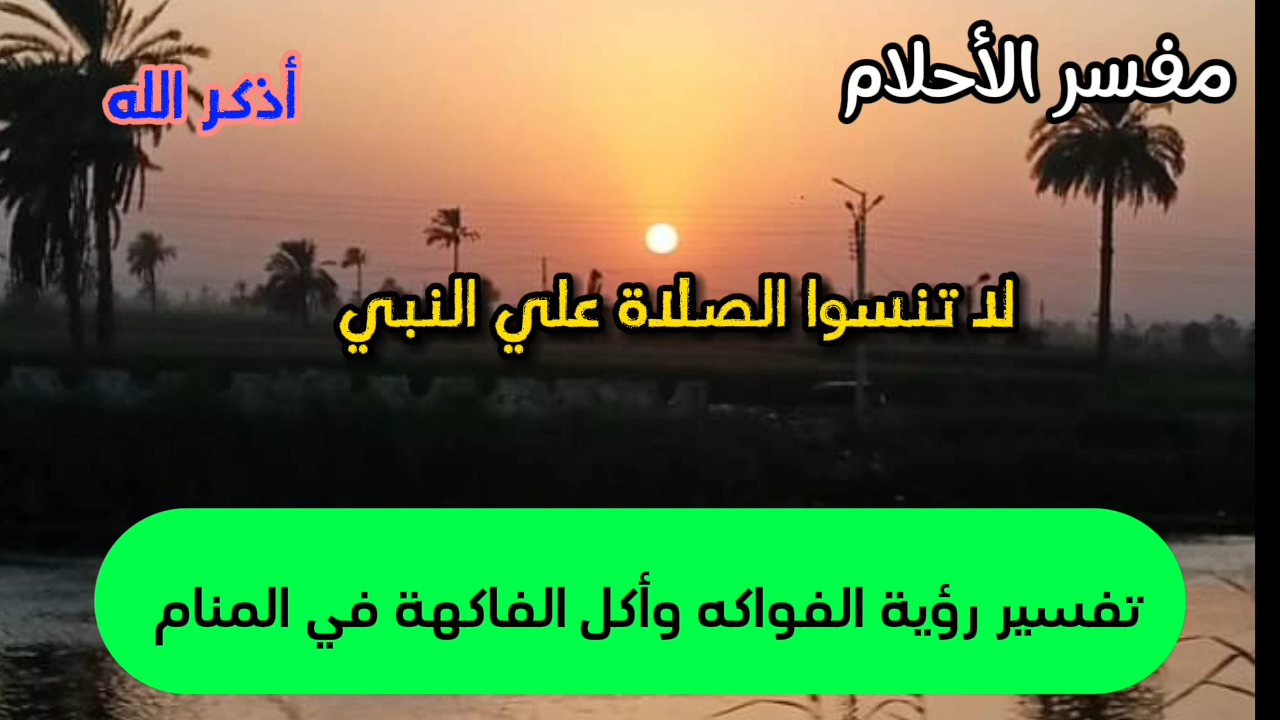 مفسر الأحلام
أذكر الله
لا تنسوا الصلاة علي النبي
تفسير رؤية الفواكه وأكل الفاكهة في المنام